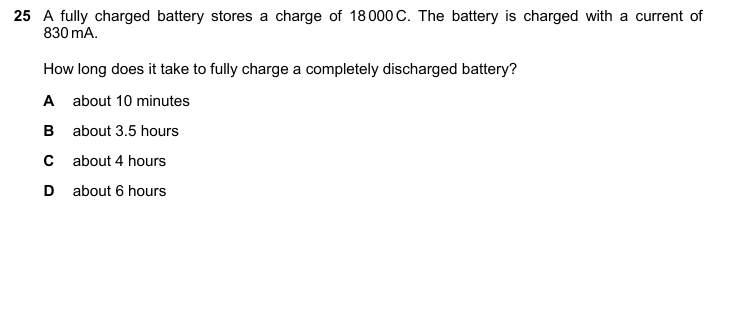 25 A fully charged battery stores a charge of 18 000 C. The battery is charged with a current of
830 mA.
How long does it take to fully charge a completely discharged battery?
A about 10 minutes
B about 3.5 hours
C about 4 hours
D about 6 hours